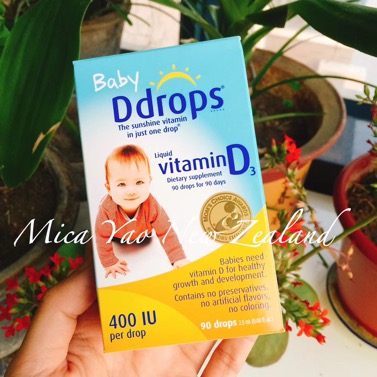 Baby
Ddrops®
The sunshine vitamin
in just one drop®
Liquid
vitamin D3
Dietary supplement
90 drops for 90 days
Mica Yao New Zealand
Babies need
vitamin D for healthy
growth and development
Contains no preservatives,
no artificial flavors,
no coloring
400 IU
per drop
90 drops